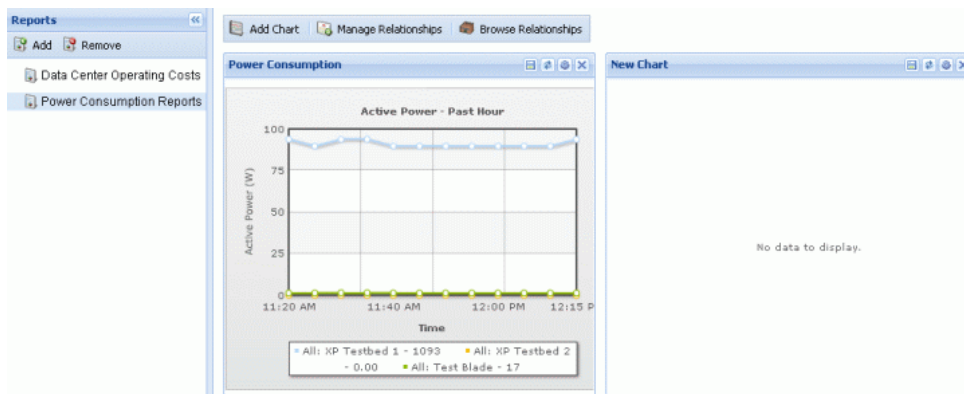 Reports
Add Remove
Data Center Operating Costs
Power Consumption Reports
Add Chart Manage Relationships Browse Relationships
Power Consumption
Active Power - Past Hour
Active Power (W)
100
75
50
25
0
11:20 AM 11:40 AM 12:00 PM 12:15 P
Time
All: XP Testbed 1 - 1093 All: XP Testbed 2
- 0.00 All: Test Blade - 17
New Chart
No data to display.